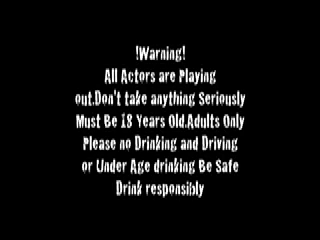 !Warning!
All Actors are Playing
out.Don't take anything Seriously
Must Be 18 Years Old.Adults Only
Please no Drinking and Driving
or Under Age drinking Be Safe
Drink responsibly